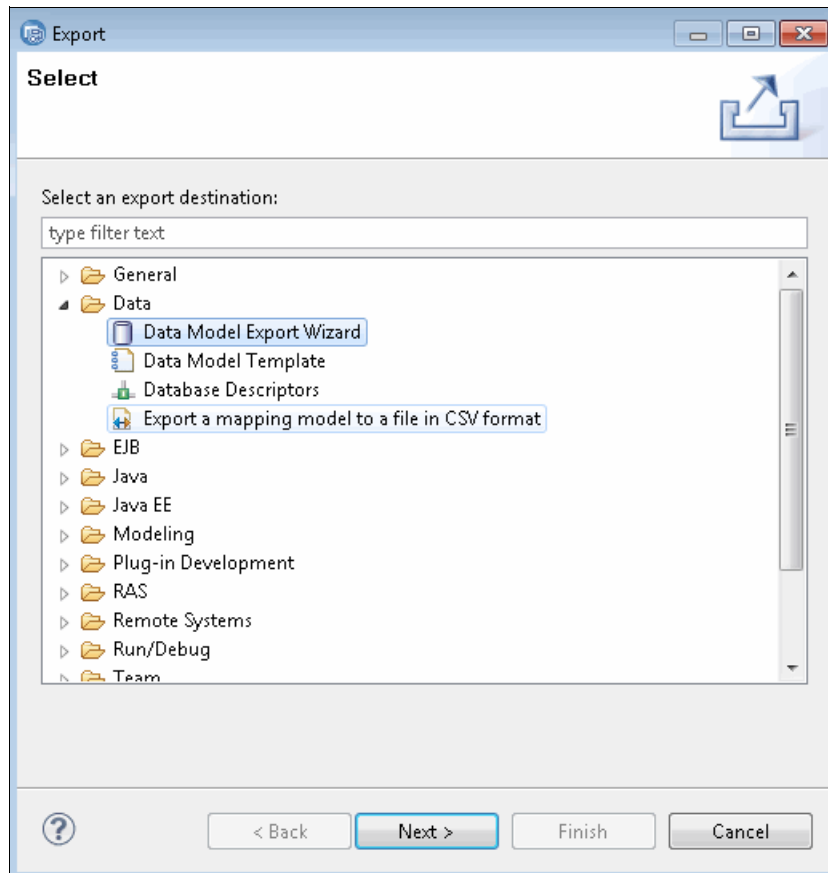 Export
Select
Select an export destination:
type filter text
General
Data
Data Model Export Wizard
Data Model Template
Database Descriptors
Export a mapping model to a file in CSV format
EJB
Java
Java EE
Modeling
Plug-in Development
RAS
Remote Systems
Run/Debug
Team
? < Back Next > Finish Cancel